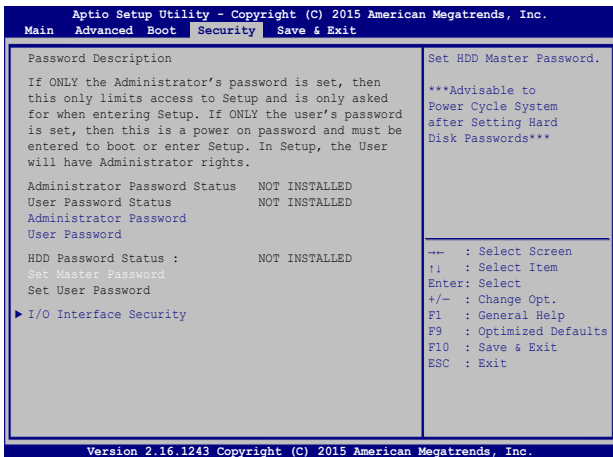 Aptio Setup Utility - Copyright (C) 2015 American Megatrends, Inc.
Main Advanced Boot Security Save & Exit
Password Description
If ONLY the Administrator's password is set, then
this only limits access to Setup and is only asked
for when entering Setup. If ONLY the user's password
is set, then this is a power on password and must be
entered to boot or enter Setup. In Setup, the User
will have Administrator rights.
Administrator Password Status NOT INSTALLED
User Password Status NOT INSTALLED
Administrator Password
User Password
HDD Password Status : NOT INSTALLED
Set Master Password
Set User Password
► I/O Interface Security
Set HDD Master Password.
***Advisable to
Power Cycle System
after Setting Hard
Disk Passwords***
→← : Select Screen
↑↓ : Select Item
Enter: Select
+/— : Change Opt.
F1 : General Help
F9 : Optimized Defaults
F10 : Save & Exit
ESC : Exit
Version 2.16.1243 Copyright (C) 2015 American Megatrends, Inc.